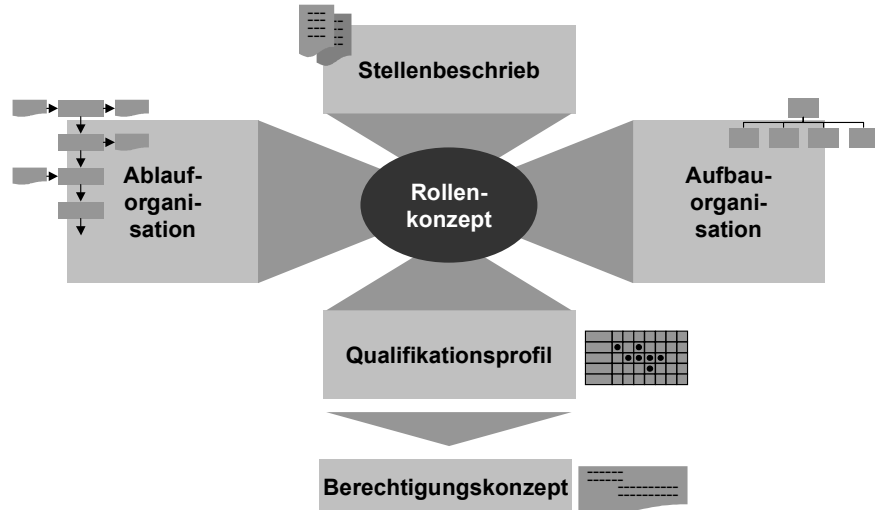 Stellenbeschrieb
Ablauf-
organi-
sation
Rollen-
konzept
Aufbau-
organi-
sation
Qualifikationsprofil
Berechtigungskonzept